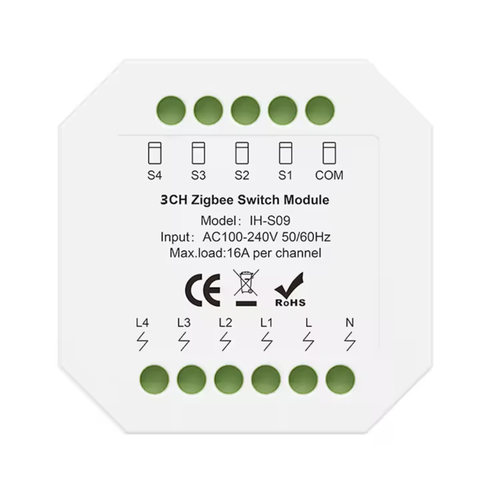 S4 S3 S2 S1 COM
3CH Zigbee Switch Module
Model: IH-S09
Input: AC100-240V 50/60Hz
Max.load:16A per channel
CE RoHS
L4 L3 L2 L1 L N